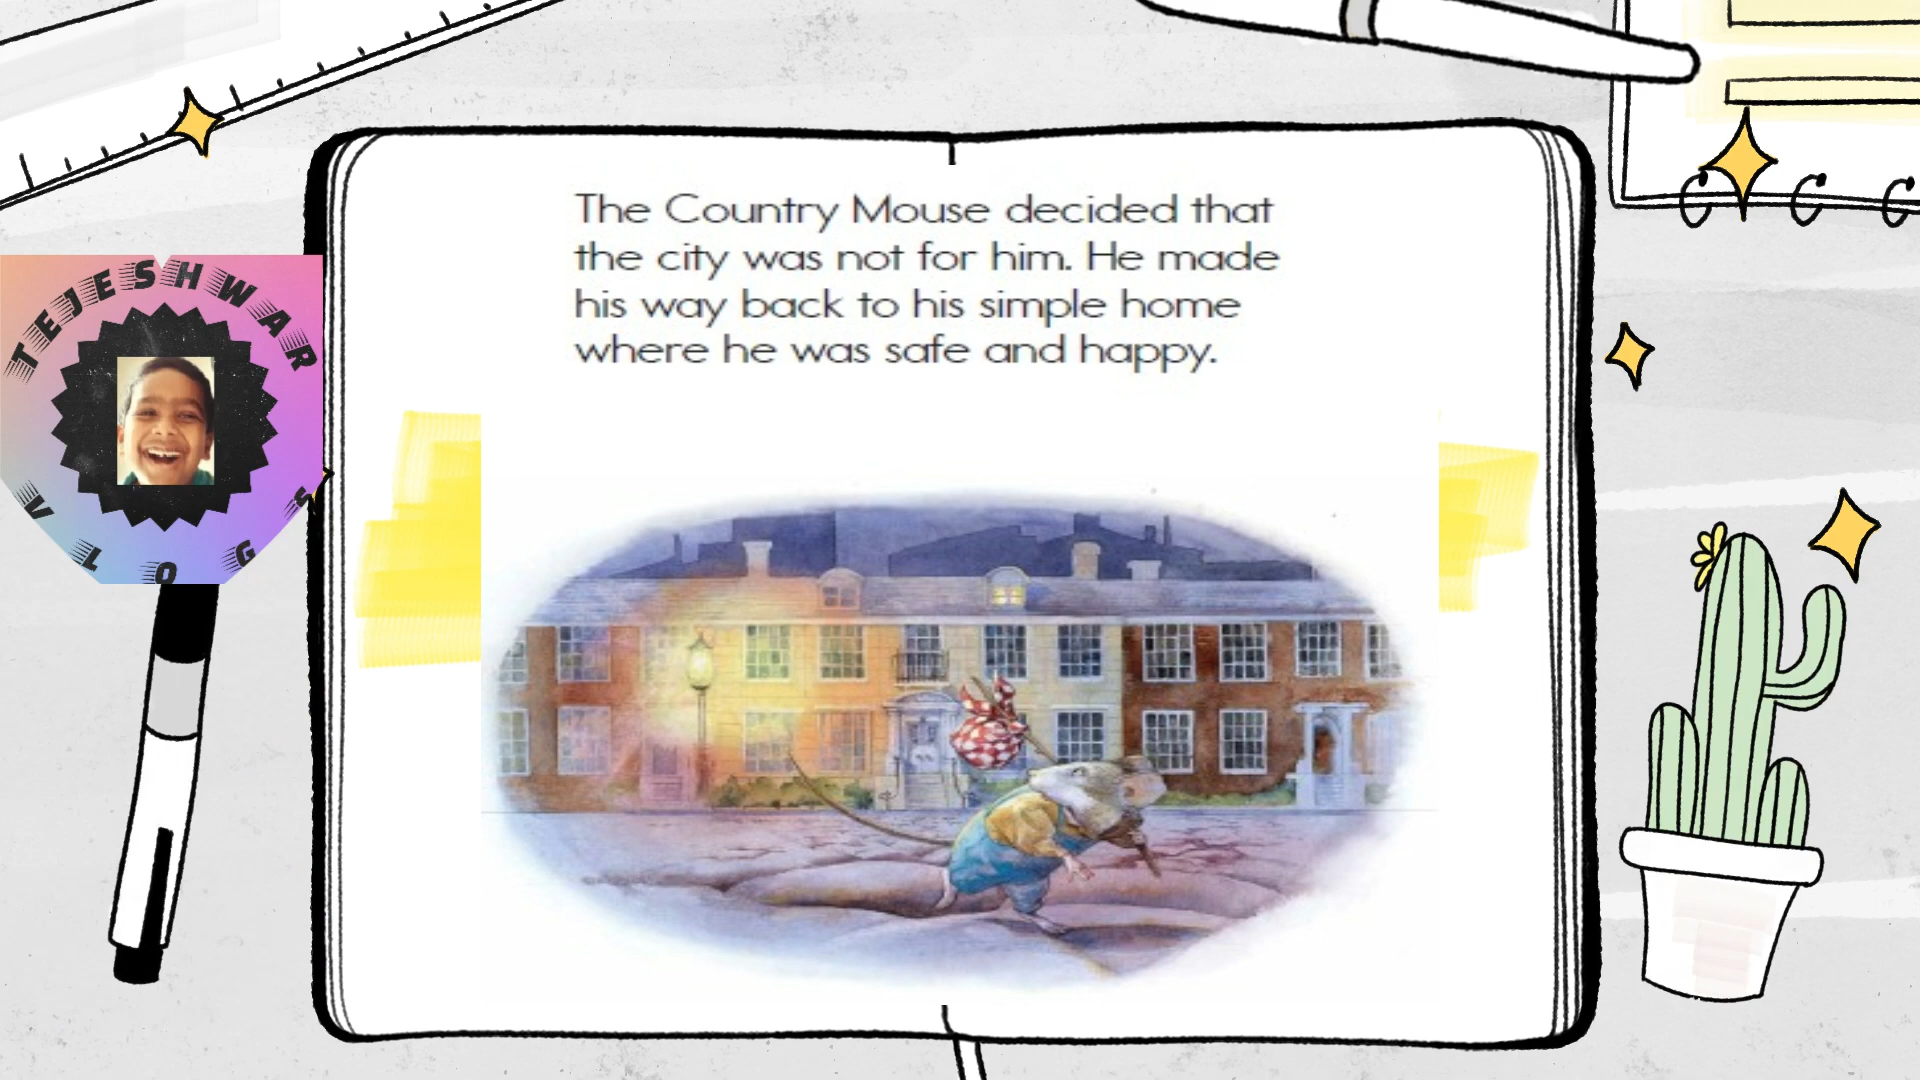 The Country Mouse decided that
the city was not for him. He made
his way back to his simple home
where he was safe and happy.
TEJESHWAR
VLOGS